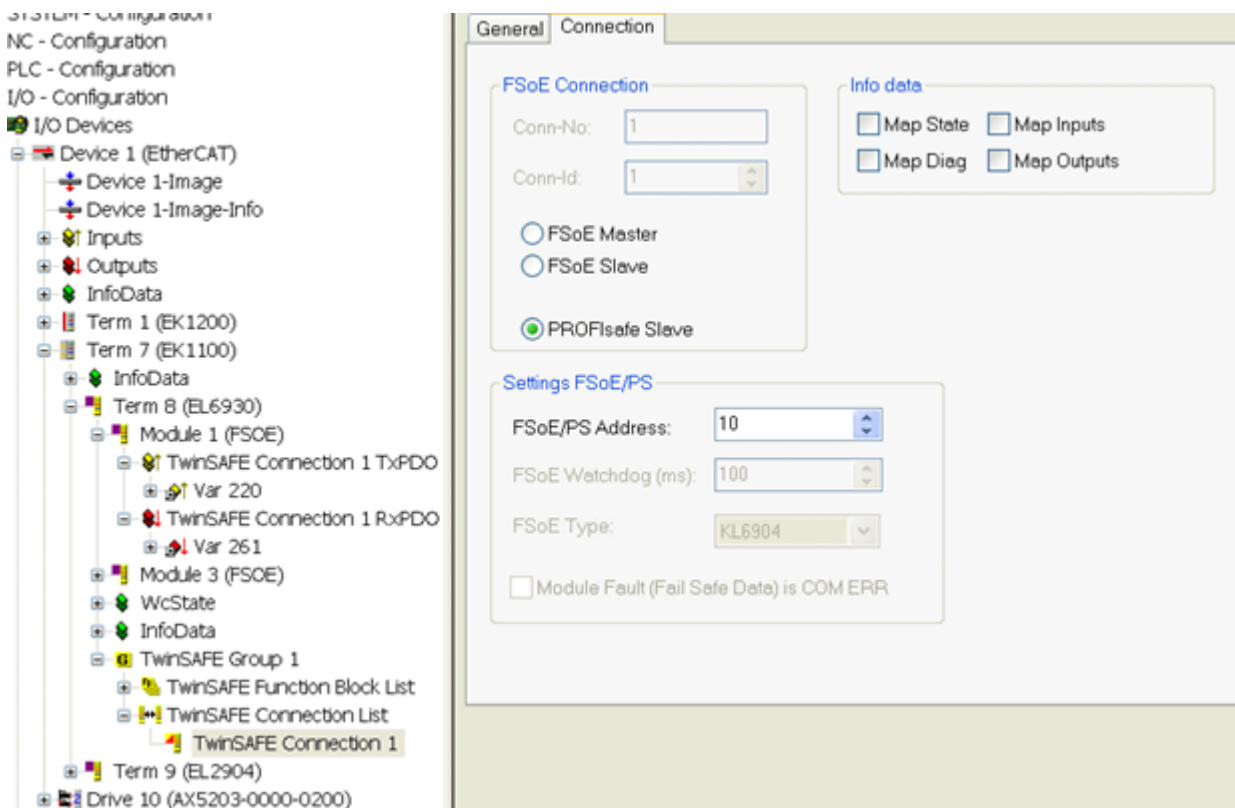 SYSTEM - Configuration
NC - Configuration
PLC - Configuration
I/O - Configuration
I/O Devices
Device 1 (EtherCAT)
Device 1-Image
Device 1-Image-Info
Inputs
Outputs
InfoData
Term 1 (EK1200)
Term 7 (EK1100)
InfoData
Term 8 (EL6930)
Module 1 (FSOE)
TwinSAFE Connection 1 TxPDO
Var 220
TwinSAFE Connection 1 RxPDO
Var 261
Module 3 (FSOE)
WcState
InfoData
TwinSAFE Group 1
TwinSAFE Function Block List
TwinSAFE Connection List
TwinSAFE Connection 1
Term 9 (EL2904)
Drive 10 (AX5203-0000-0200)
General Connection
FSoE Connection
Conn-No: 1
Conn-Id: 1
FSoE Master
FSoE Slave
PROFIsafe Slave
Info data
Map State Map Inputs
Map Diag Map Outputs
Settings FSoE/PS
FSoE/PS Address: 10
FSoE Watchdog (ms): 100
FSoE Type: KL6904
Module Fault (Fail Safe Data) is COM ERR